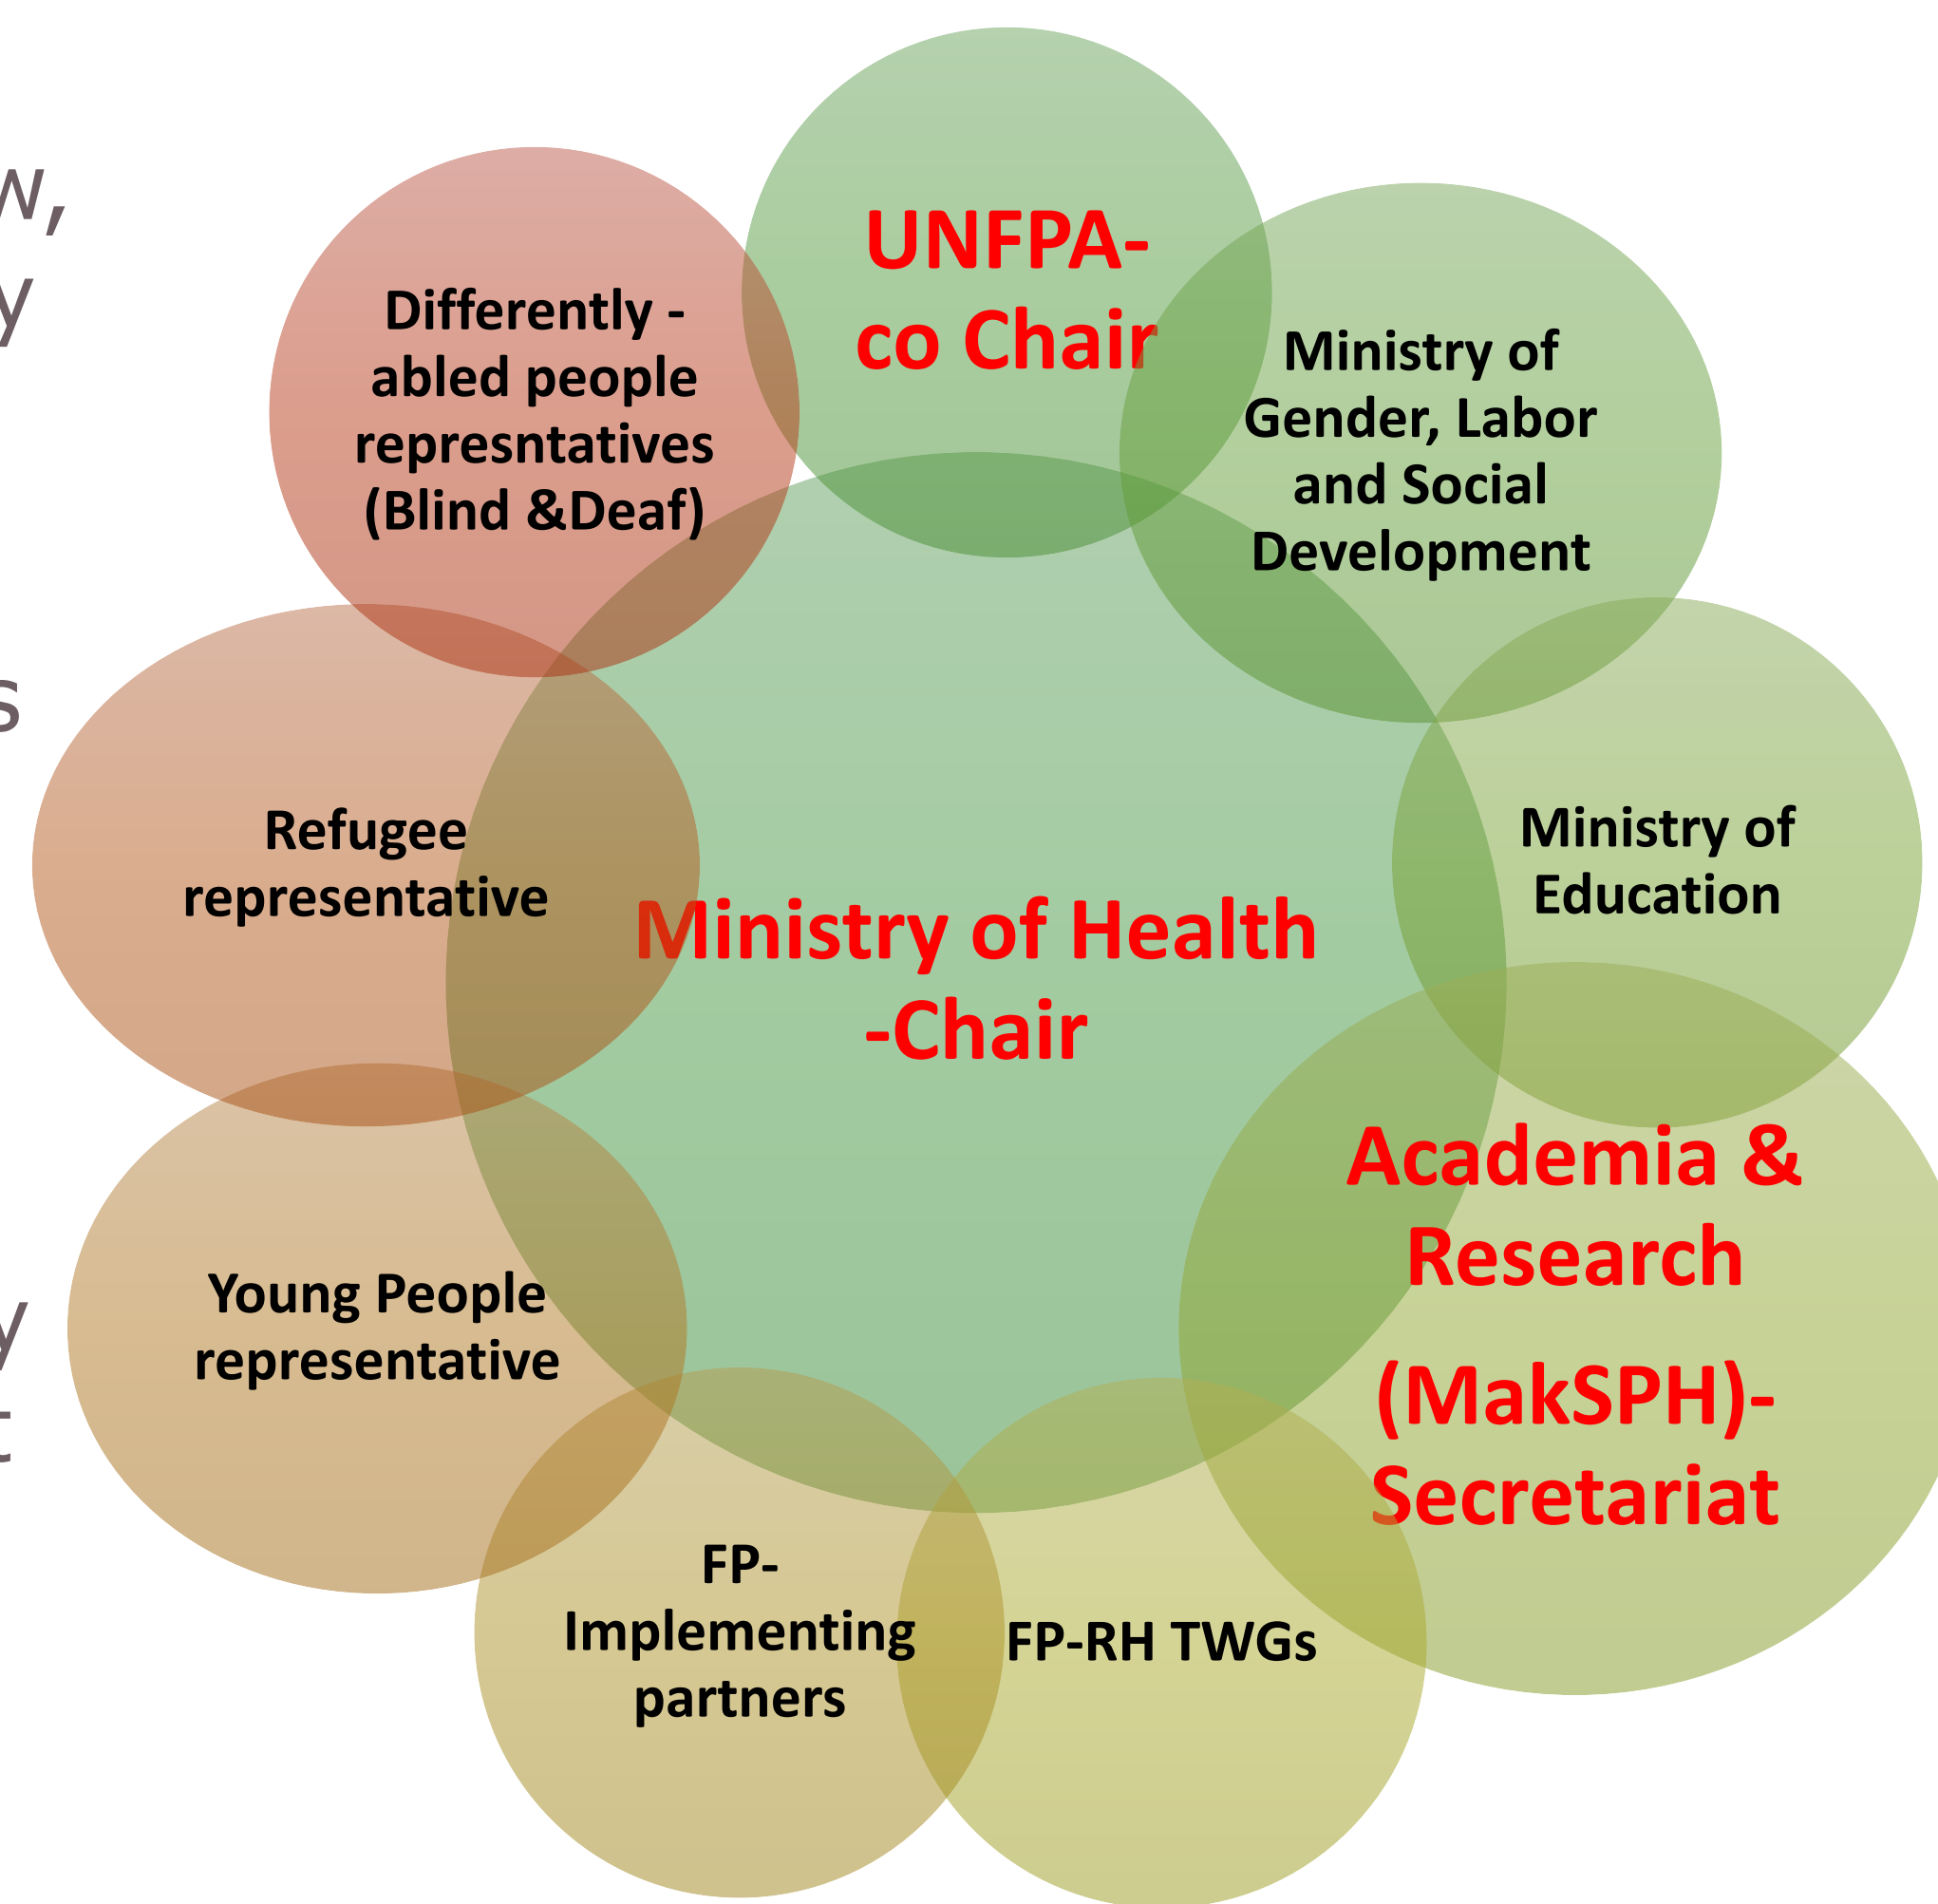 UNFPA-
co Chair
Ministry of
Gender, Labor
and Social
Development
Ministry of
Education
Academia &
Research
(MakSPH)-
Secretariat
FP-RH TWGs
FP-
Implementing
partners
Young People
representative
Refugee
representative
Differently -
abled people
represntatives
(Blind &Deaf)
Ministry of Health
-Chair